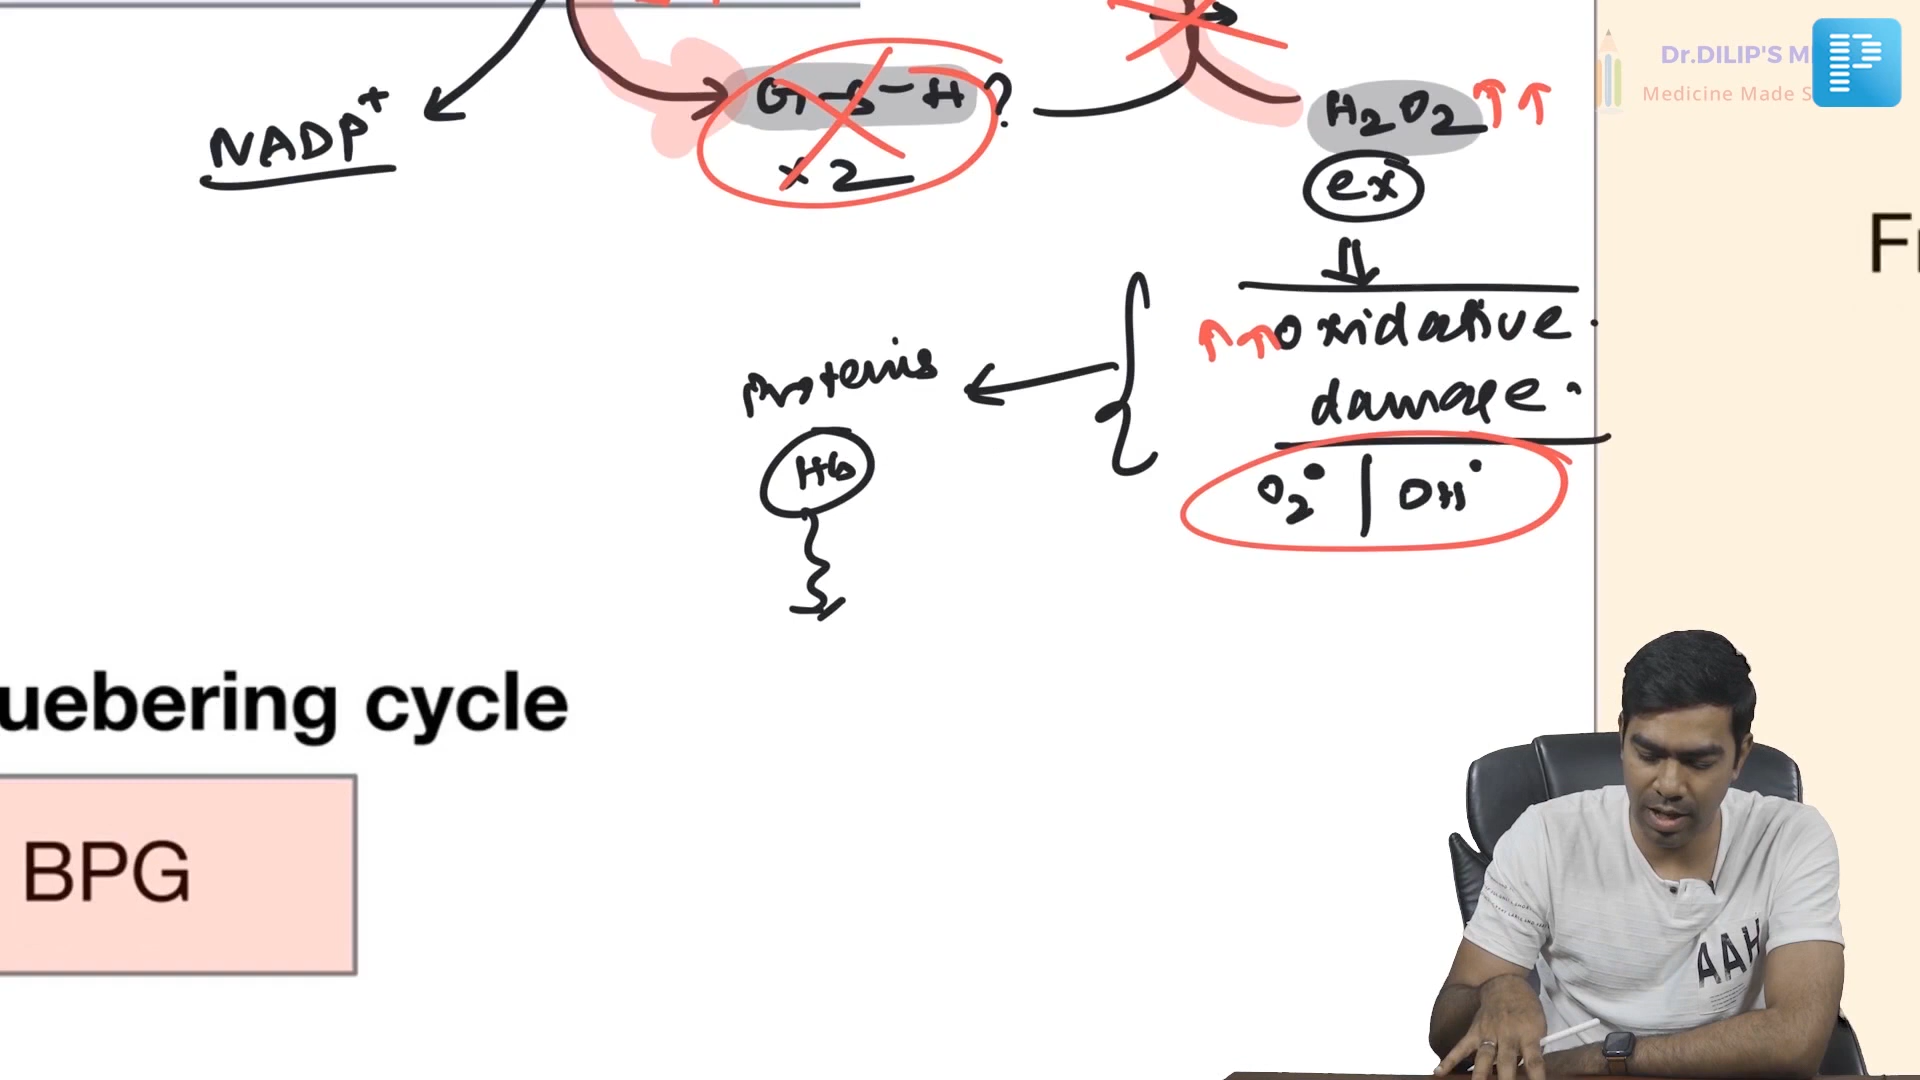 Dr.DILIP'S M
Medicine Made S
G-S-H ?
x 2
NADP+
H2O2 ↑↑
ex
↑↑ oxidative
damage
O2• | OH•
Proteins
Hb
uebering cycle
BPG
AAH